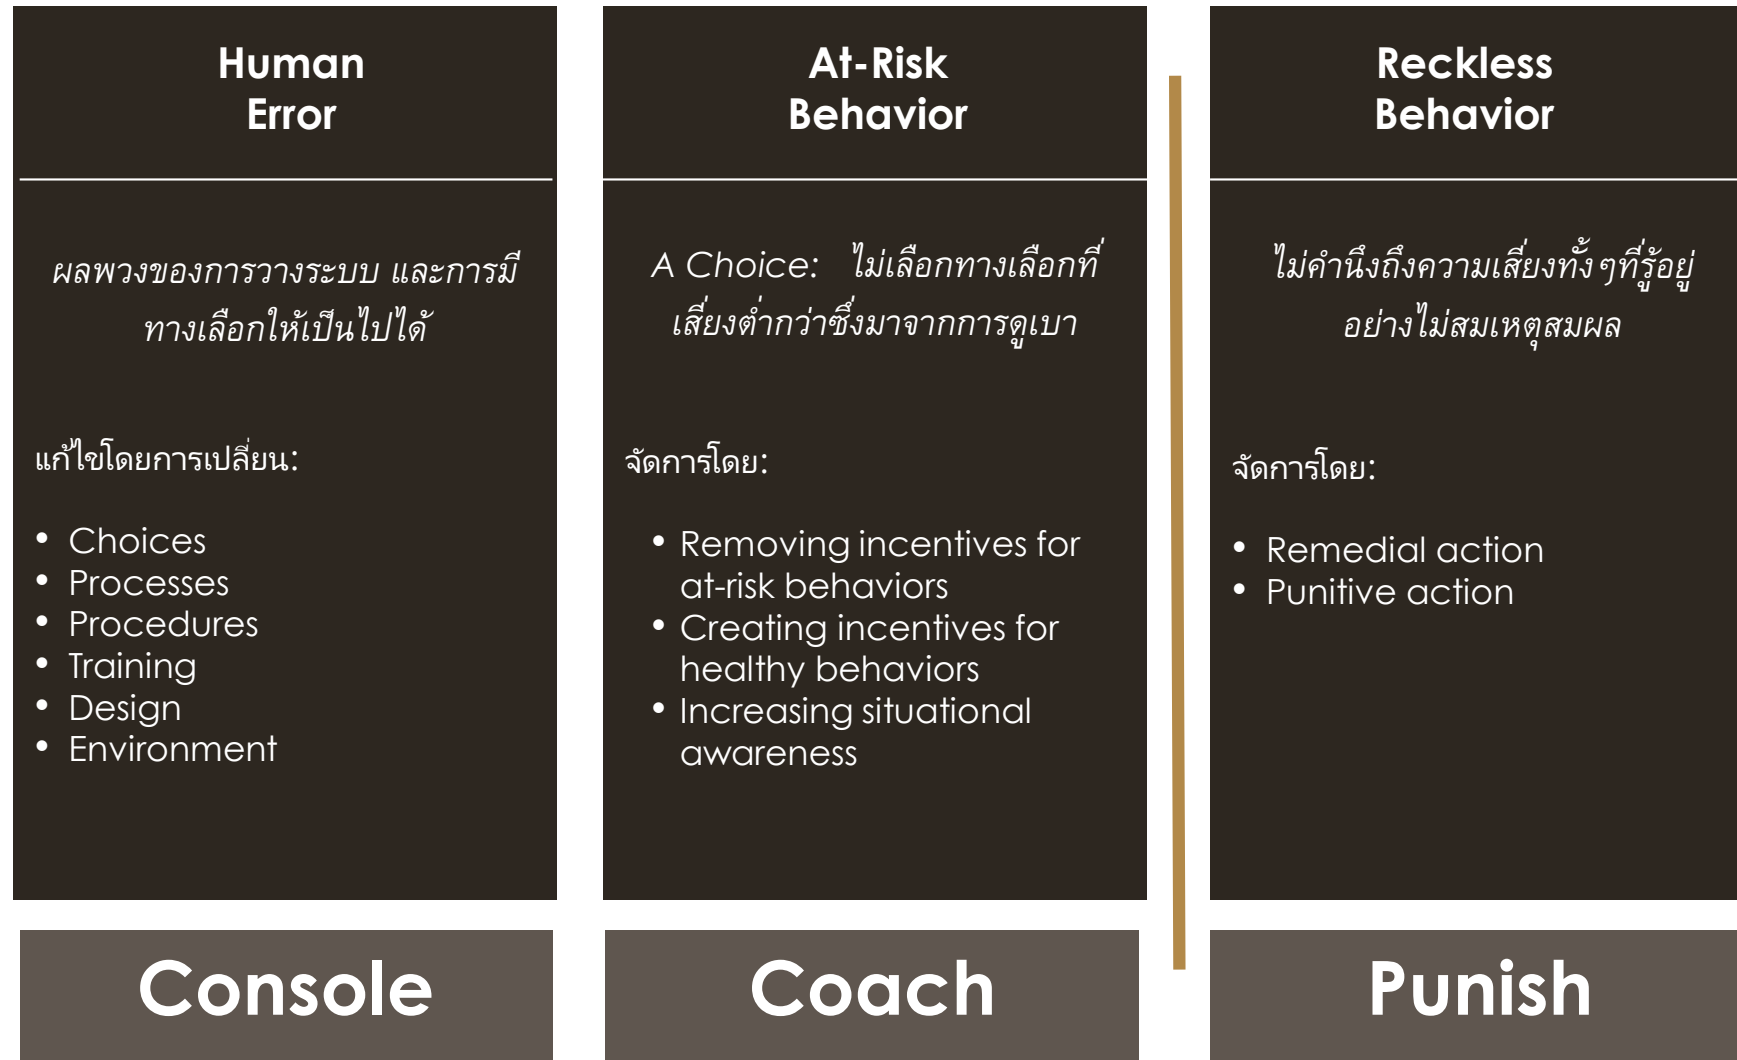 Human
Error
ผลพวงของการวางระบบ และการมี
ทางเลือกให้เป็นไปได้
แก้ไขโดยการเปลี่ยน:
• Choices
• Processes
• Procedures
• Training
• Design
• Environment
Console
At-Risk
Behavior
A Choice: ไม่เลือกทางเลือกที่
เสี่ยงต่ำกว่าซึ่งมาจากการดูเบา
จัดการโดย:
• Removing incentives for
at-risk behaviors
• Creating incentives for
healthy behaviors
• Increasing situational
awareness
Coach
Reckless
Behavior
ไม่คำนึงถึงความเสี่ยงทั้งๆที่รู้อยู่
อย่างไม่สมเหตุสมผล
จัดการโดย:
• Remedial action
• Punitive action
Punish